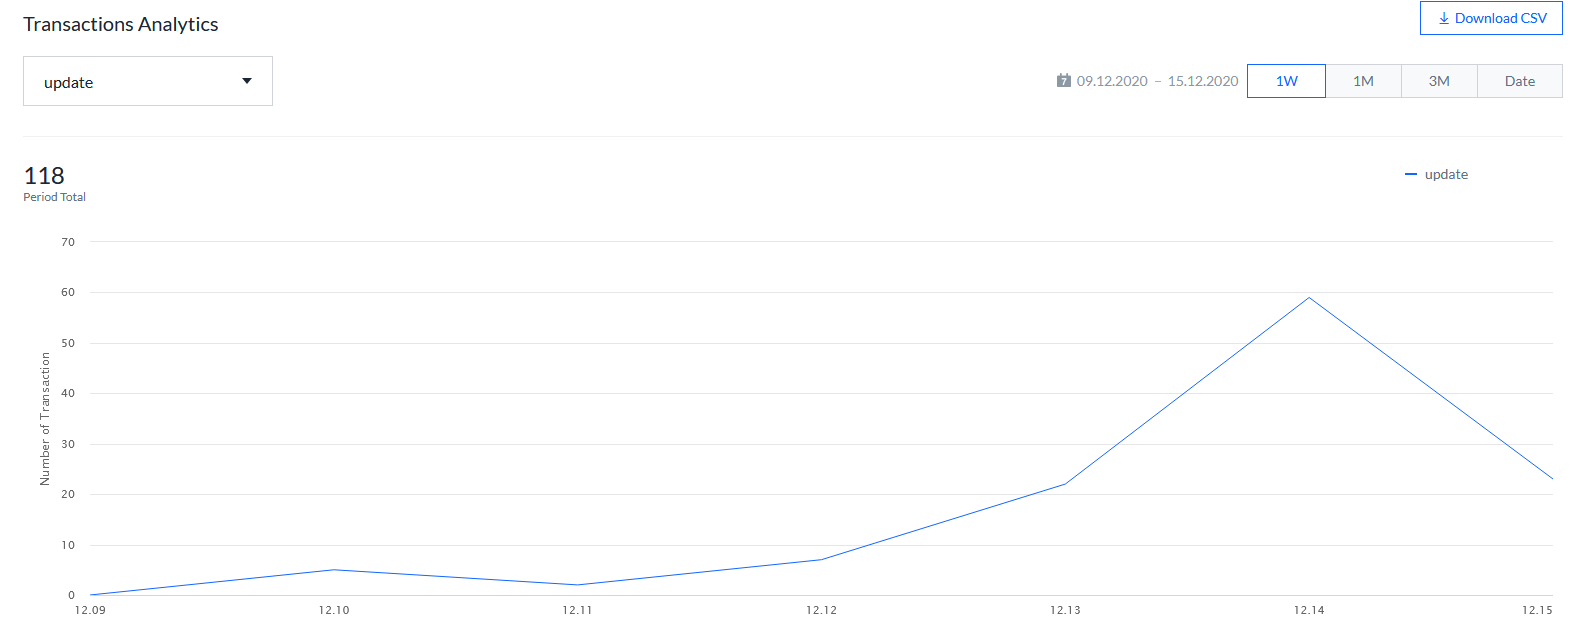 Transactions Analytics
Download CSV
update
7 09.12.2020 – 15.12.2020 1W 1M 3M Date
118
Period Total
update
Number of Transaction
70
60
50
40
30
20
10
0
12.09 12.10 12.11 12.12 12.13 12.14 12.15